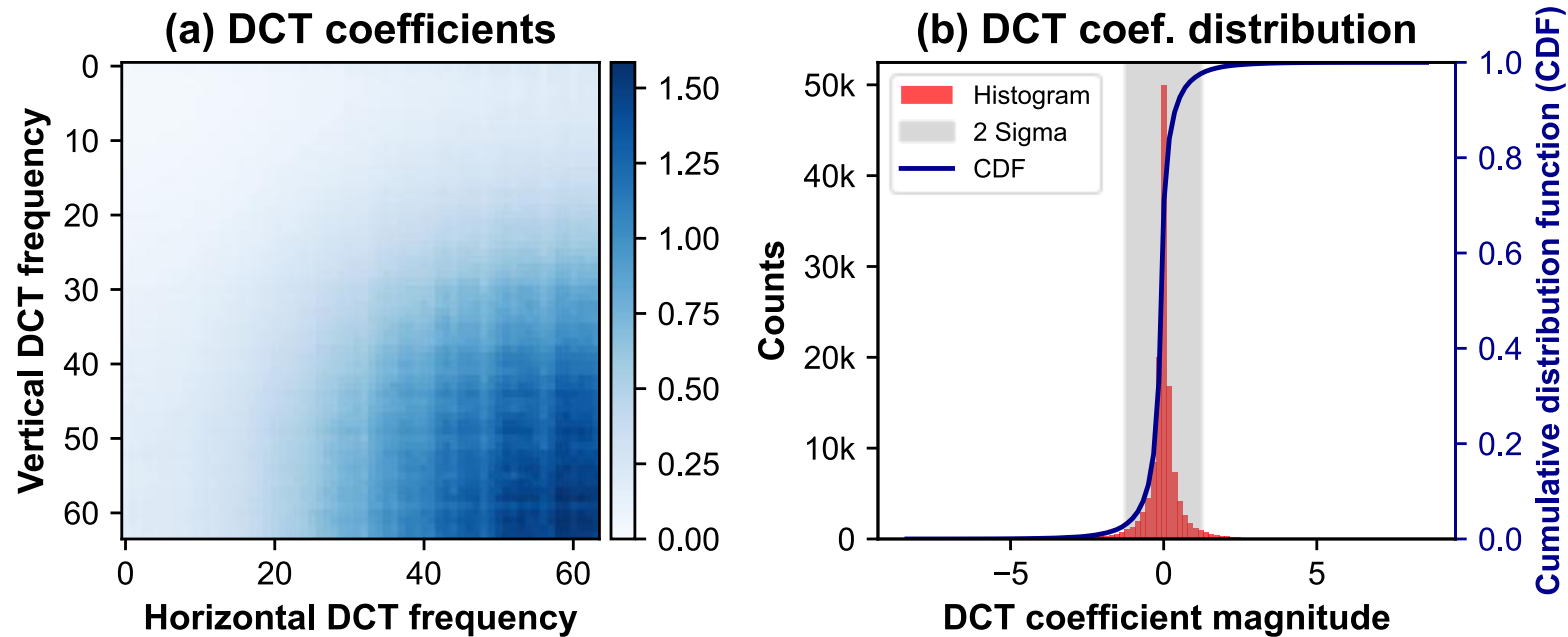 (a) DCT coefficients
Vertical DCT frequency
0
10
20
30
40
50
60
0
20
40
60
Horizontal DCT frequency
1.50
1.25
1.00
0.75
0.50
0.25
0.00
(b) DCT coef. distribution
Counts
50k
40k
30k
20k
10k
0
Histogram
2 Sigma
CDF
−5
0
5
DCT coefficient magnitude
1.0
0.8
0.6
0.4
0.2
0.0
Cumulative distribution function (CDF)